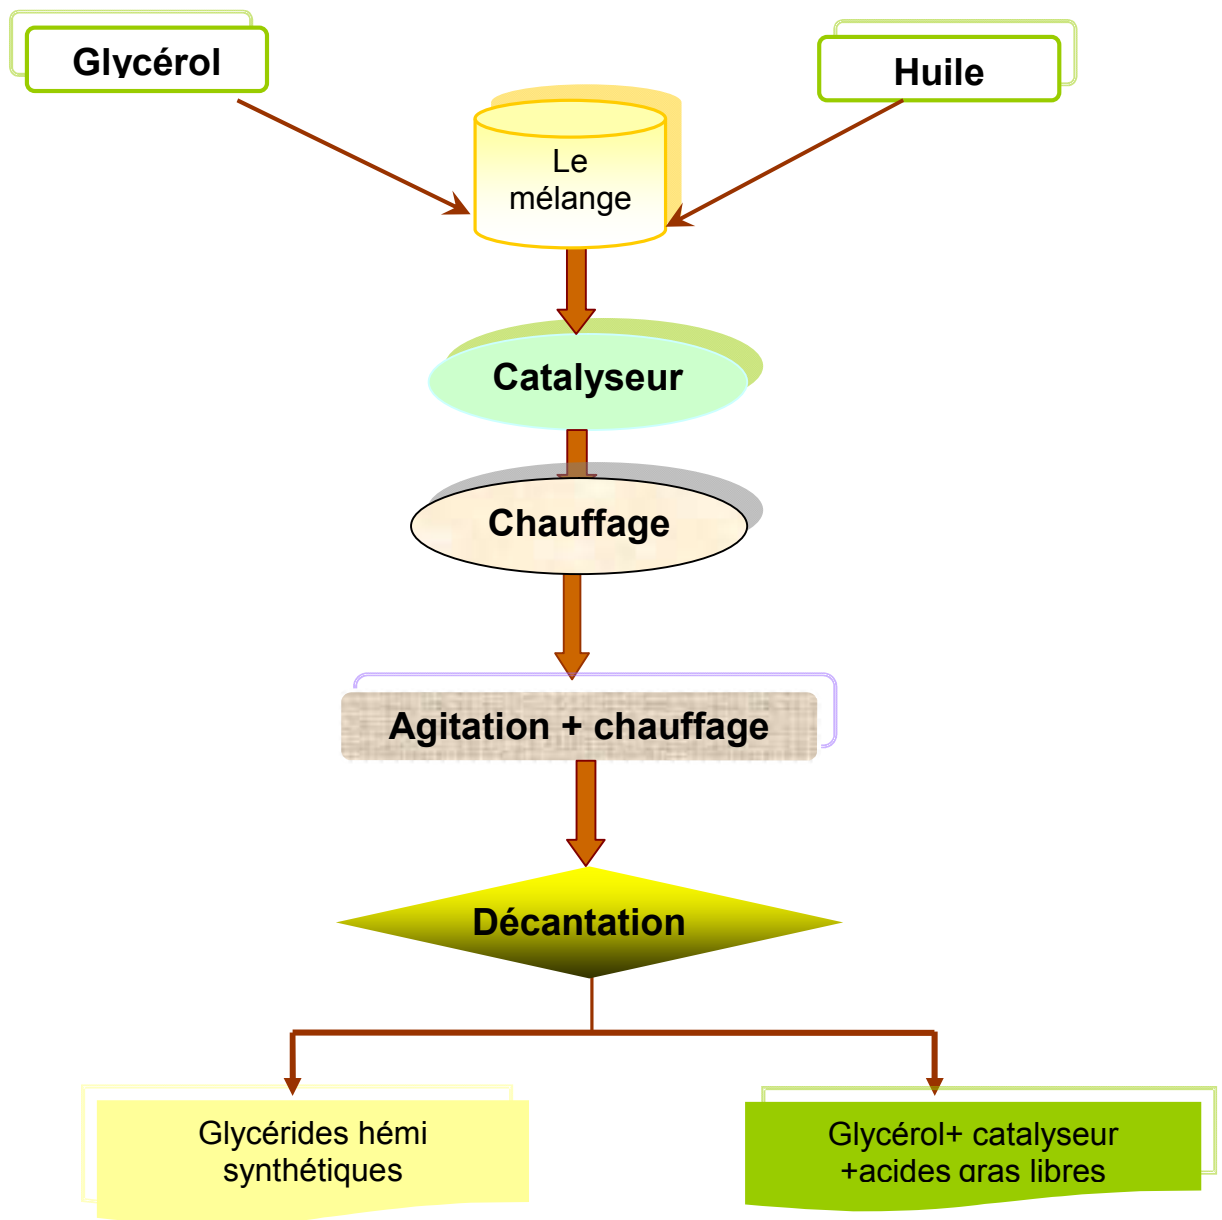 Glycérol
Huile
Le
mélange
Catalyseur
Chauffage
Agitation + chauffage
Décantation
Glycérides hémi
synthétiques
Glycérol+ catalyseur
+acides gras libres